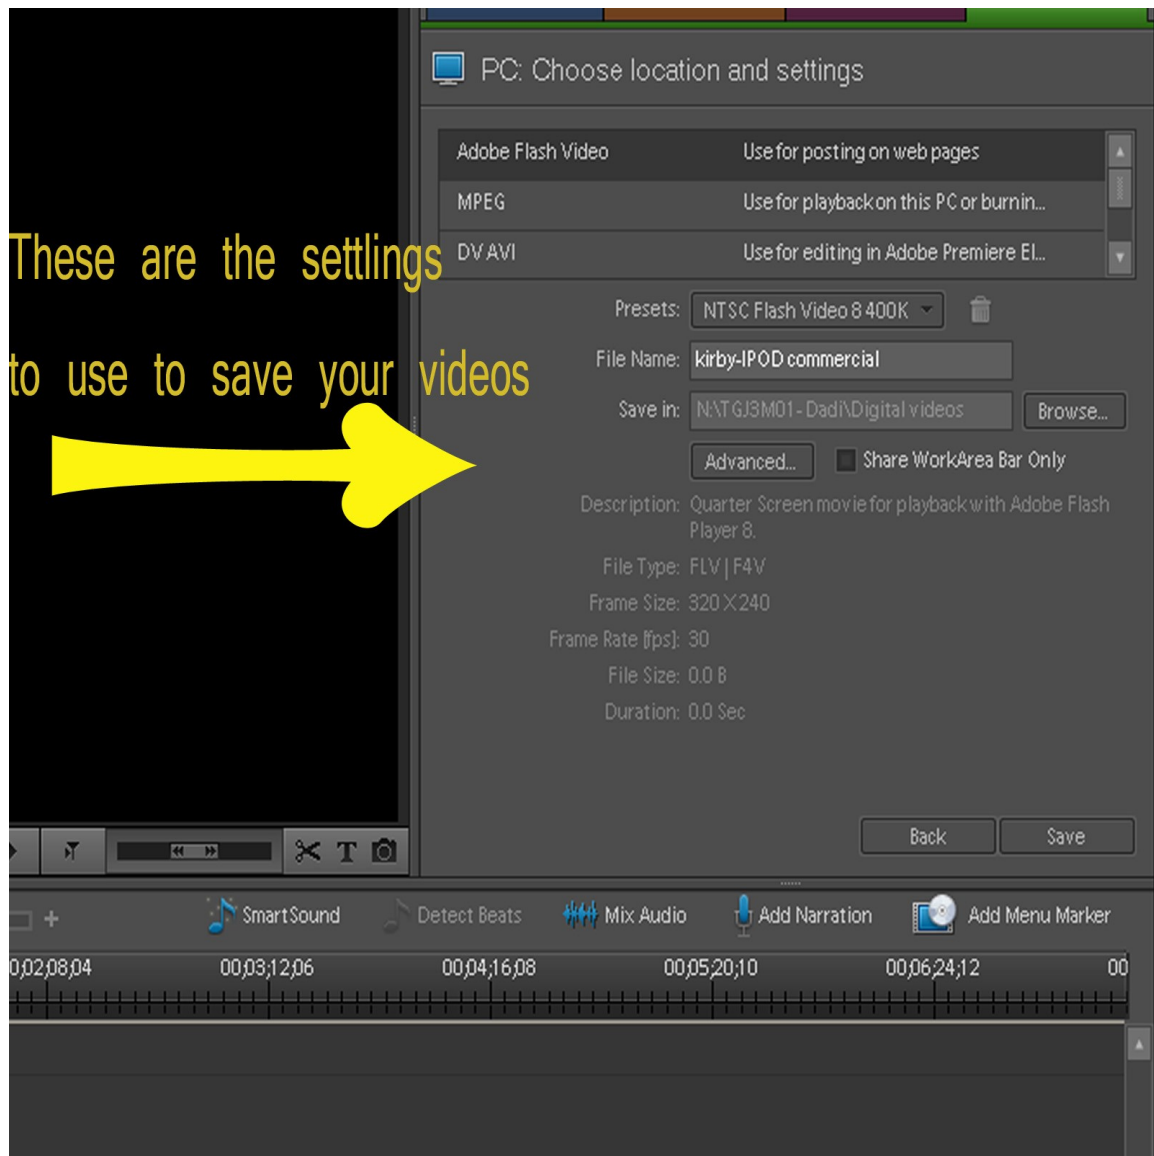 PC: Choose location and settings
Adobe Flash Video Use for posting on web pages
MPEG Use for playback on this PC or burnin...
DV AVI Use for editing in Adobe Premiere El...
These are the settlings
to use to save your videos
Presets: NTSC Flash Video 8 400K
File Name: kirby-IPOD commercial
Save in: N:\TGJ3M01- Dadi\Digital videos Browse...
Advanced... Share WorkArea Bar Only
Description: Quarter Screen movie for playback with Adobe Flash
Player 8.
File Type: FLV | F4V
Frame Size: 320 X 240
Frame Rate [fps]: 30
File Size: 0.0 B
Duration: 0.0 Sec
Back Save
T
SmartSound Detect Beats Mix Audio Add Narration Add Menu Marker
0;02;08;04 00;03;12;06 00;04;16;08 00;05;20;10 00;06;24;12 00